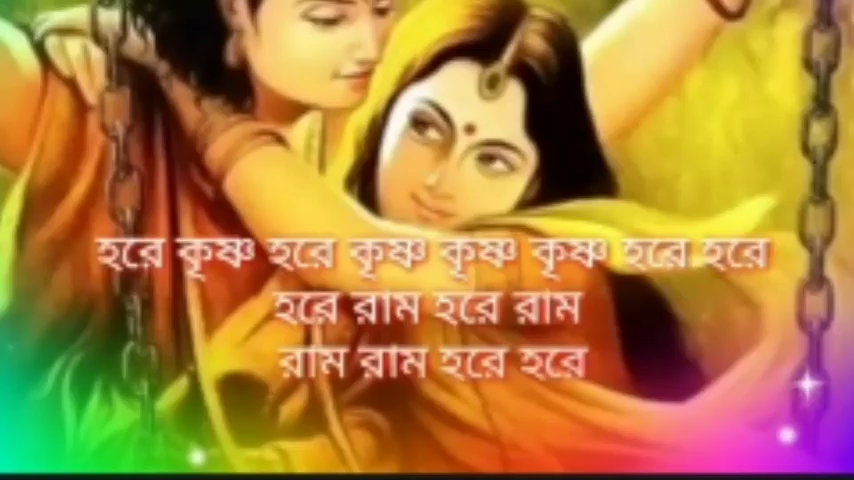 হরে কৃষ্ণ হরে কৃষ্ণ কৃষ্ণ কৃষ্ণ হরে হরে
হরে রাম হরে রাম
রাম রাম হরে হরে